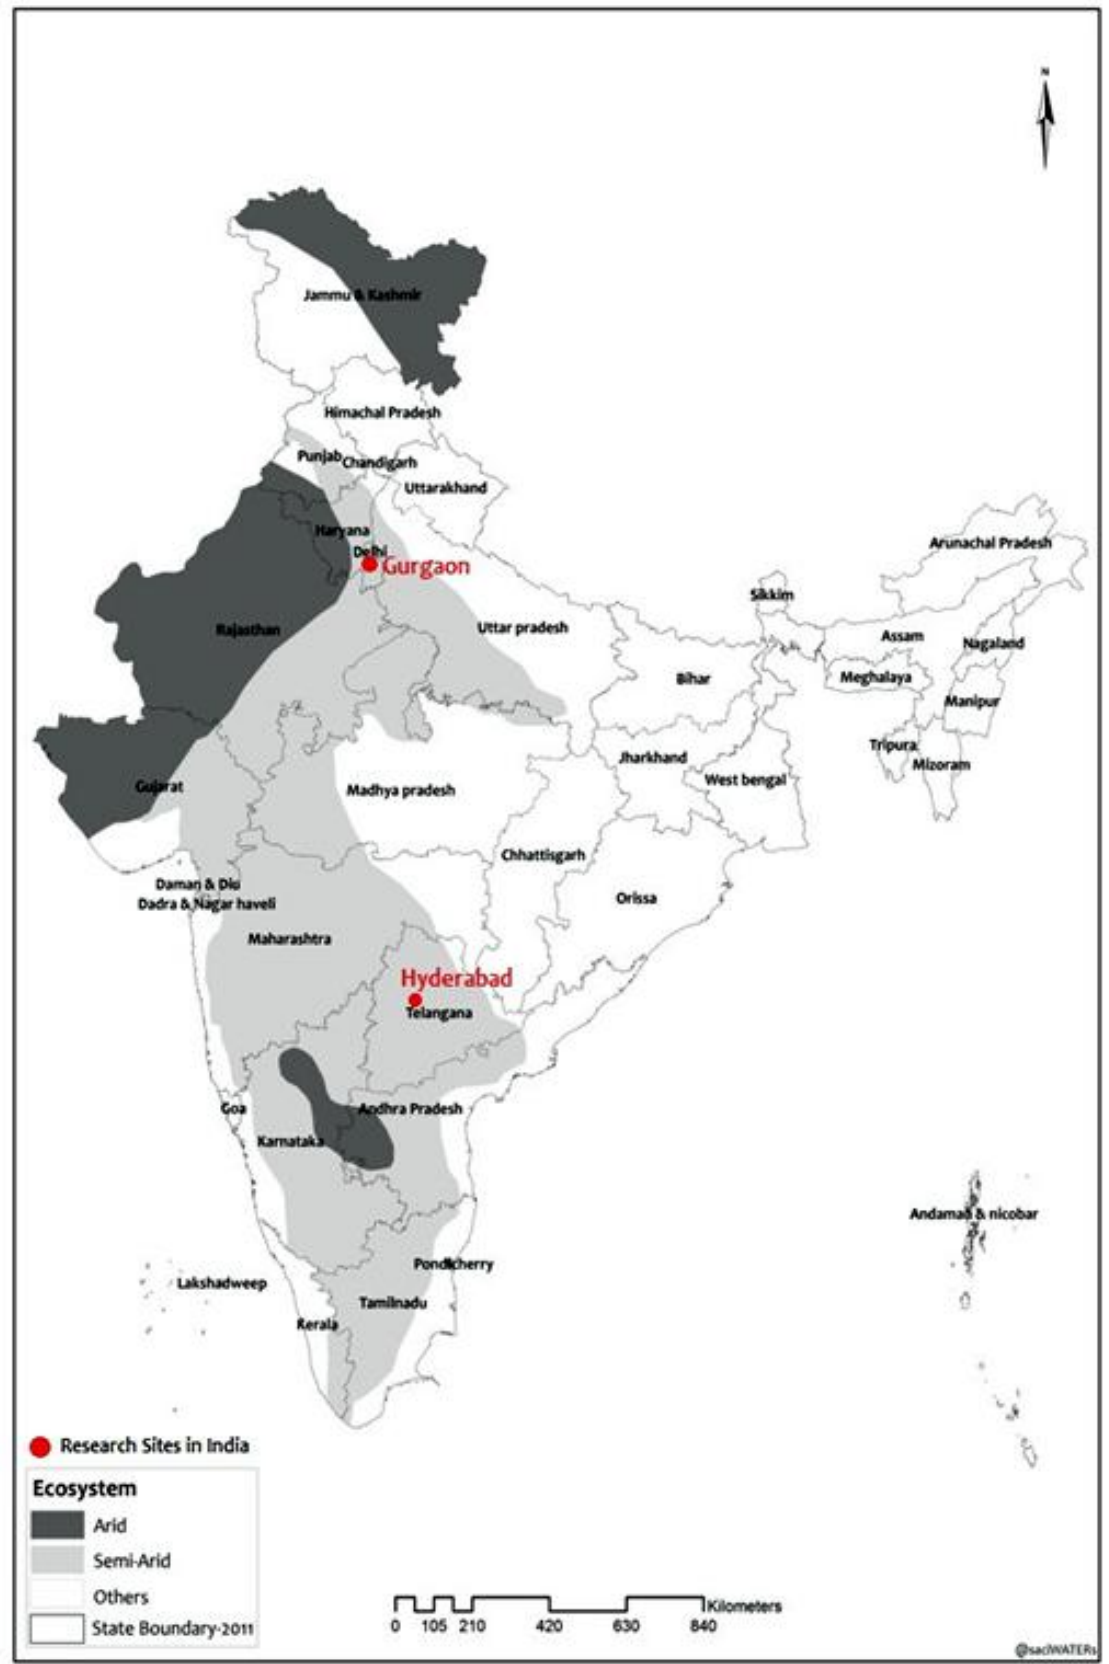 N
Jammu & Kashmir
Himachal Pradesh
Punjab
Chandigarh
Uttarakhand
Haryana
Delhi
Gurgaon
Arunachal Pradesh
Sikkim
Rajasthan
Uttar pradesh
Assam
Nagaland
Bihar
Meghalaya
Manipur
Tripura
Mizoram
Jharkhand
West bengal
Gujarat
Madhya pradesh
Chhattisgarh
Daman & Diu
Dadra & Nagar haveli
Orissa
Maharashtra
Hyderabad
Telangana
Goa
Andhra Pradesh
Karnataka
Andaman & nicobar
Pondicherry
Lakshadweep
Tamilnadu
Kerala
Research Sites in India
Ecosystem
Arid
Semi-Arid
Others
State Boundary-2011
Kilometers
0 105 210 420 630 840
@saciWATERs